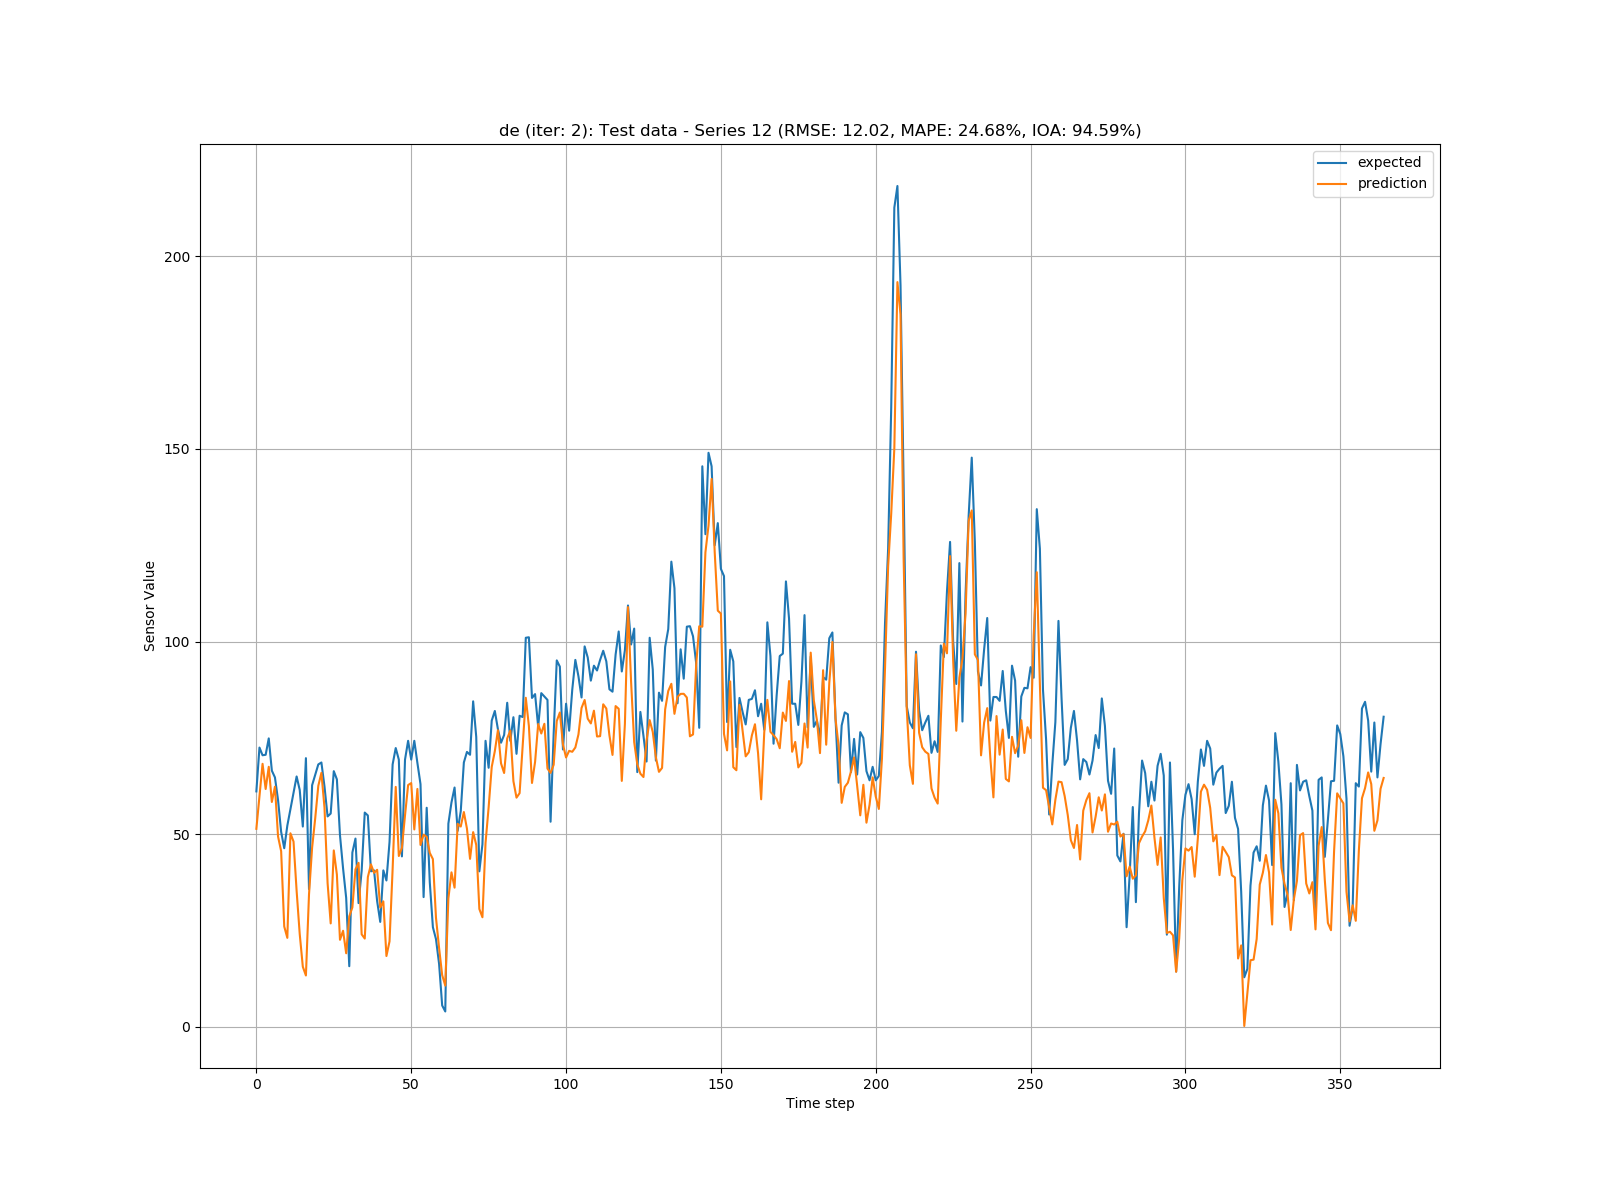 de (iter: 2): Test data - Series 12 (RMSE: 12.02, MAPE: 24.68%, IOA: 94.59%)
expected
prediction
200
150
100
50
0
Sensor Value
0 50 100 150 200 250 300 350
Time step